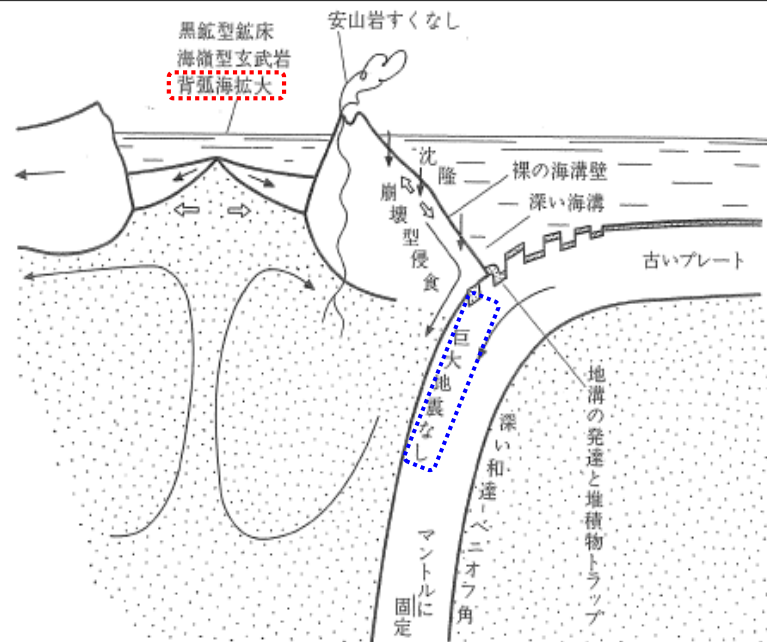 安山岩すくなし
黒鉱型鉱床
海嶺型玄武岩
背弧海拡大
沈隆
裸の海溝壁
深い海溝
崩壊型侵食
古いプレート
巨大地震なし
地溝の発達と堆積物トラップ
深い和達-ベニオフ角
マントルに固定